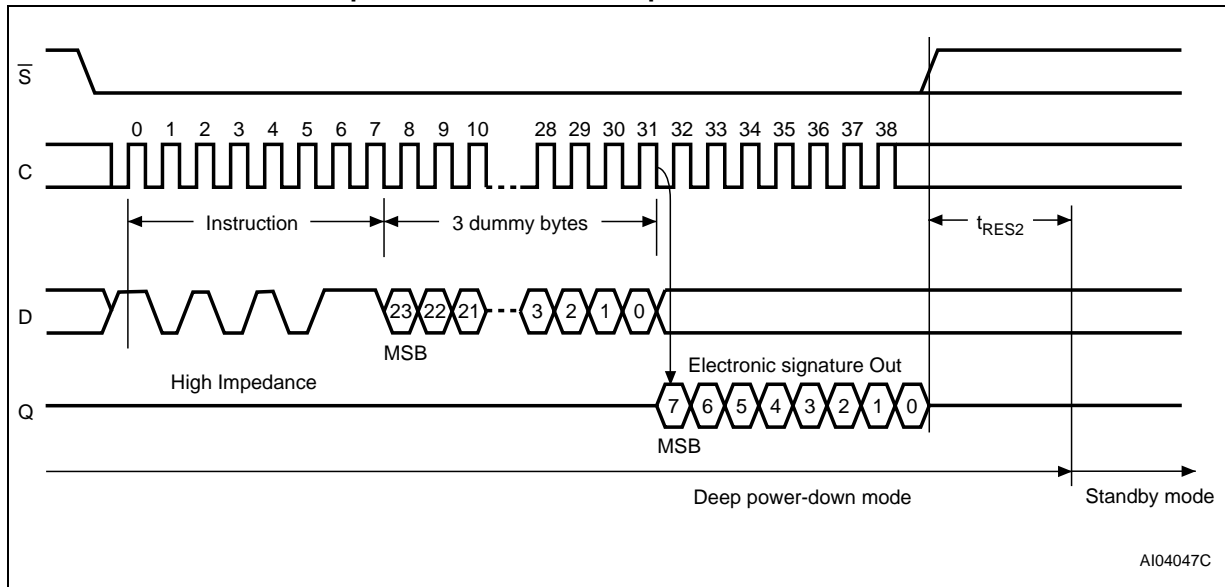 S
0 1 2 3 4 5 6 7 8 9 10 28 29 30 31 32 33 34 35 36 37 38
C
Instruction 3 dummy bytes tRES2
D
23 22 21 3 2 1 0
MSB
Electronic signature Out
High Impedance
Q
7 6 5 4 3 2 1 0
MSB
Deep power-down mode Standby mode
AI04047C